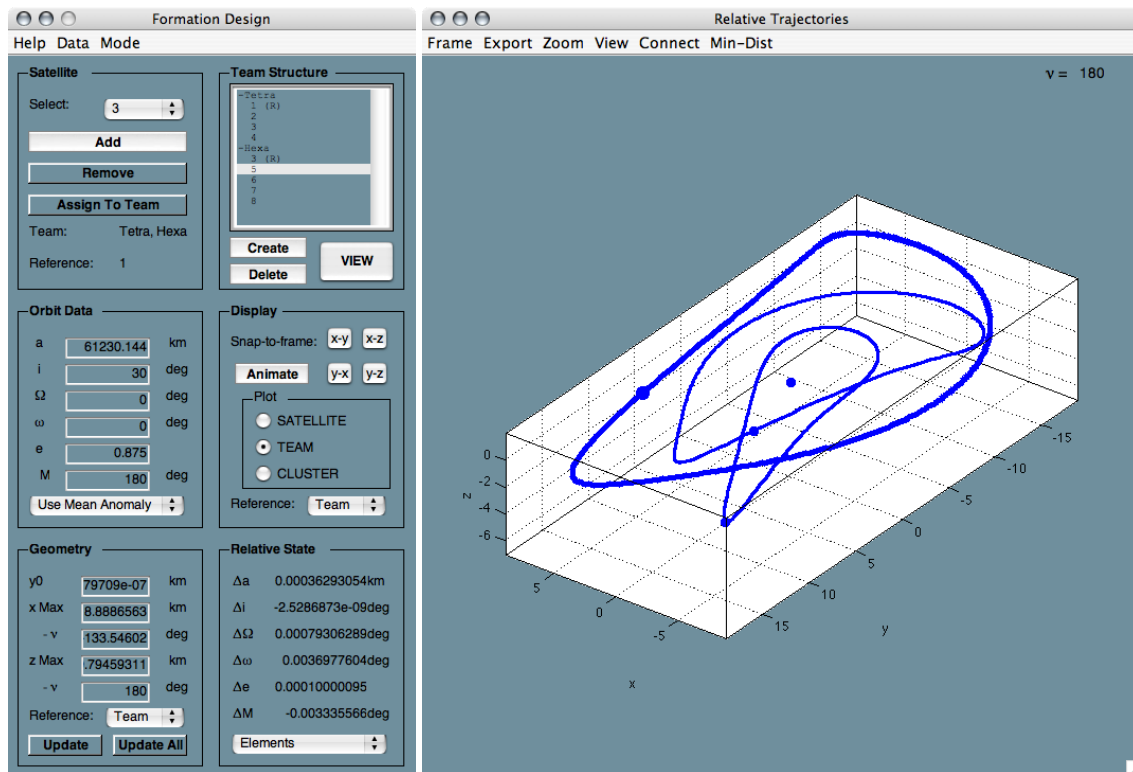 Formation Design
Help Data Mode
Satellite
Select: 3
Add
Remove
Assign To Team
Team: Tetra, Hexa
Reference: 1
Team Structure
-Tetra
1 (R)
2
3
4
-Hexa
3 (R)
5
6
7
8
Create
Delete
VIEW
Orbit Data
a 61230.144 km
i 30 deg
Ω 0 deg
ω 0 deg
e 0.875
M 180 deg
Use Mean Anomaly
Display
Snap-to-frame: x-y x-z
Animate y-x y-z
Plot
SATELLITE
TEAM
CLUSTER
Reference: Team
Geometry
y0 79709e-07 km
x Max 8.8886563 km
- ν 133.54602 deg
z Max .79459311 km
- ν 180 deg
Reference: Team
Update Update All
Relative State
Δa 0.00036293054km
Δi -2.5286873e-09deg
ΔΩ 0.00079306289deg
Δω 0.0036977604deg
Δe 0.00010000095
ΔM -0.003335566deg
Elements
Relative Trajectories
Frame Export Zoom View Connect Min-Dist
ν = 180
0
-2
-4
-6
z
5
0
-5
x
15
10
5
0
-5
-10
-15
y